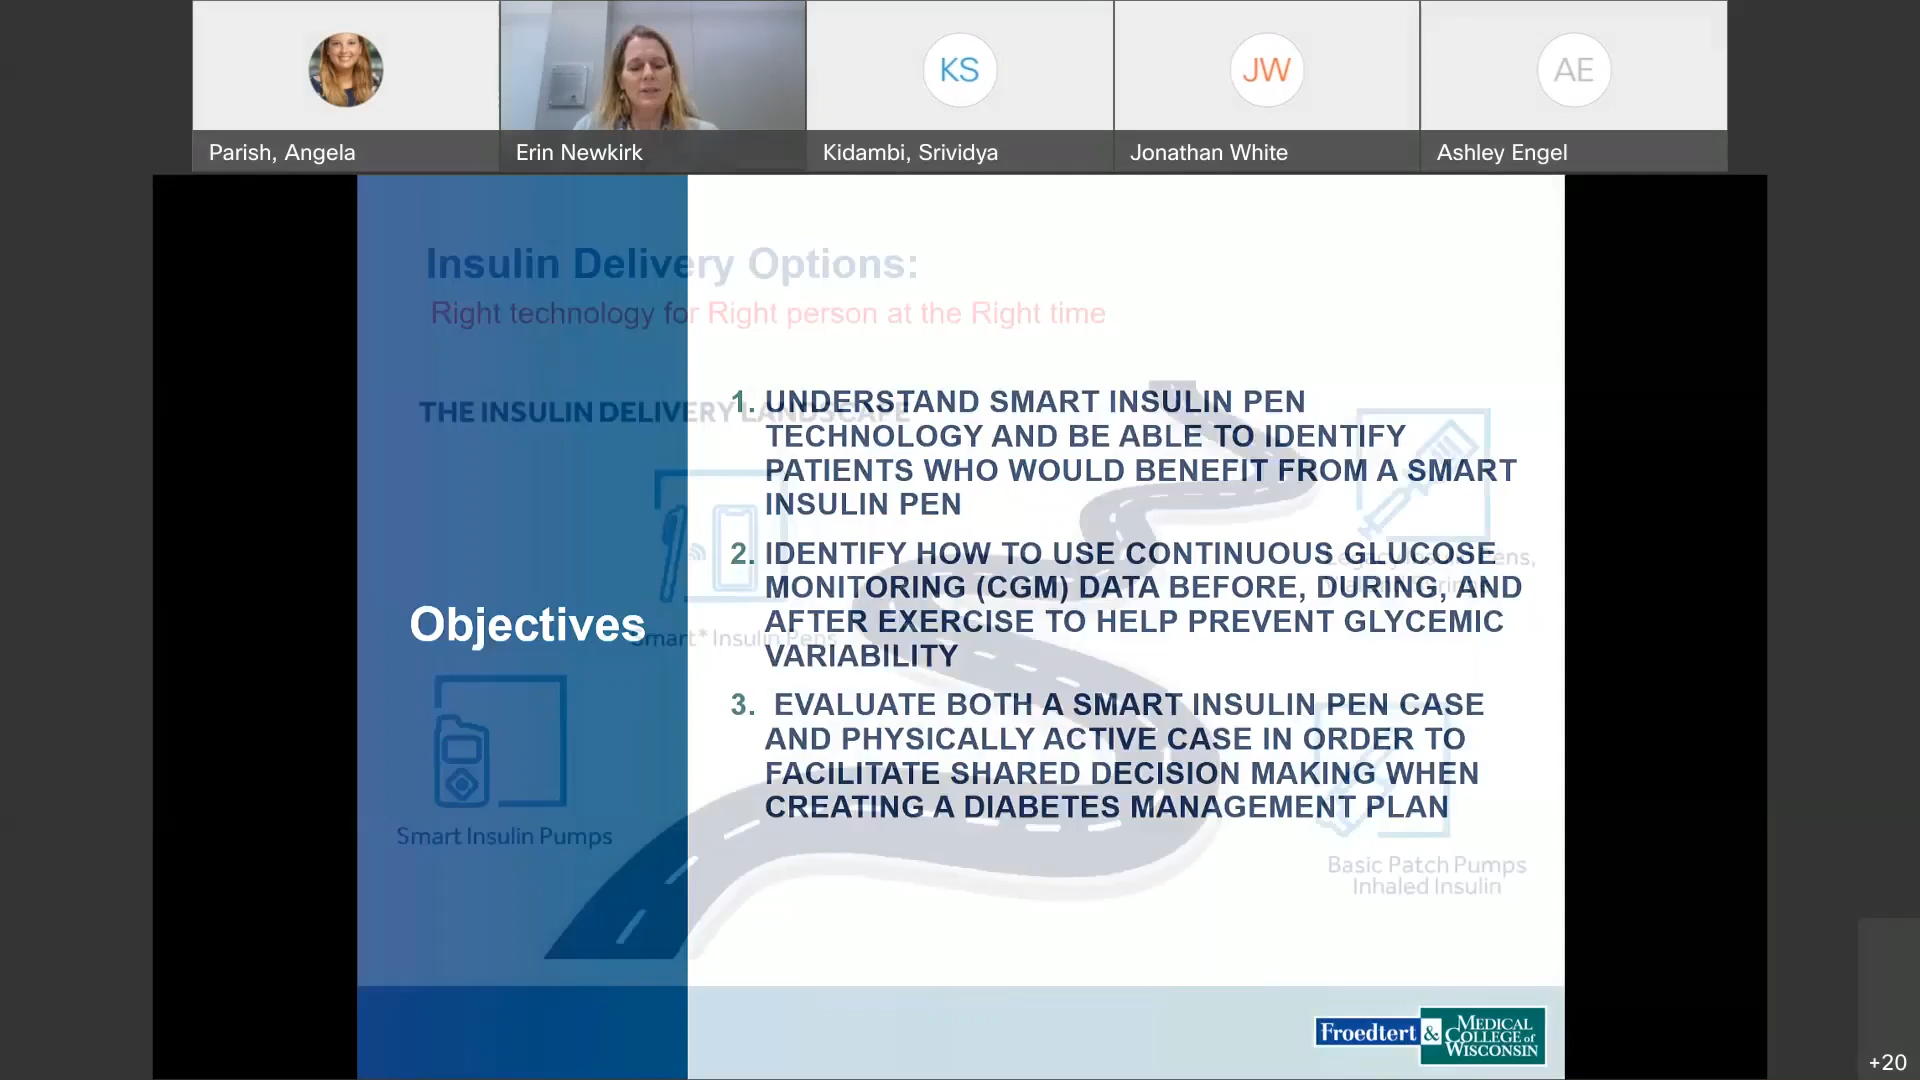 KS
JW
AE
Parish, Angela
Erin Newkirk
Kidambi, Srividya
Jonathan White
Ashley Engel
Insulin Delivery Options:
Right technology for Right person at the Right time
THE INSULIN DELIVERY LANDSCAPE
Objectives
1. UNDERSTAND SMART INSULIN PEN
TECHNOLOGY AND BE ABLE TO IDENTIFY
PATIENTS WHO WOULD BENEFIT FROM A SMART
INSULIN PEN
2. IDENTIFY HOW TO USE CONTINUOUS GLUCOSE
MONITORING (CGM) DATA BEFORE, DURING, AND
AFTER EXERCISE TO HELP PREVENT GLYCEMIC
VARIABILITY
3. EVALUATE BOTH A SMART INSULIN PEN CASE
AND PHYSICALLY ACTIVE CASE IN ORDER TO
FACILITATE SHARED DECISION MAKING WHEN
CREATING A DIABETES MANAGEMENT PLAN
Smart* Insulin Pens
Smart Insulin Pumps
Basic Patch Pumps
Inhaled Insulin
Froedtert & MEDICAL
COLLEGE of
WISCONSIN
+20